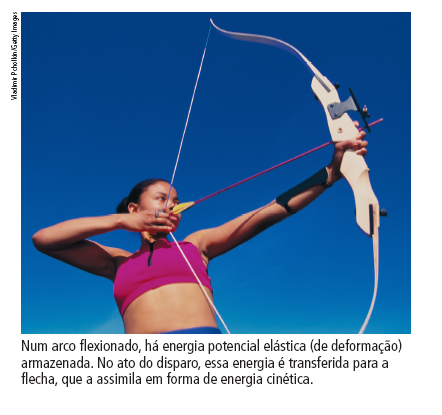 Vladimir Pcholkin/Getty Images
Num arco flexionado, há energia potencial elástica (de deformação)
armazenada. No ato do disparo, essa energia é transferida para a
flecha, que a assimila em forma de energia cinética.